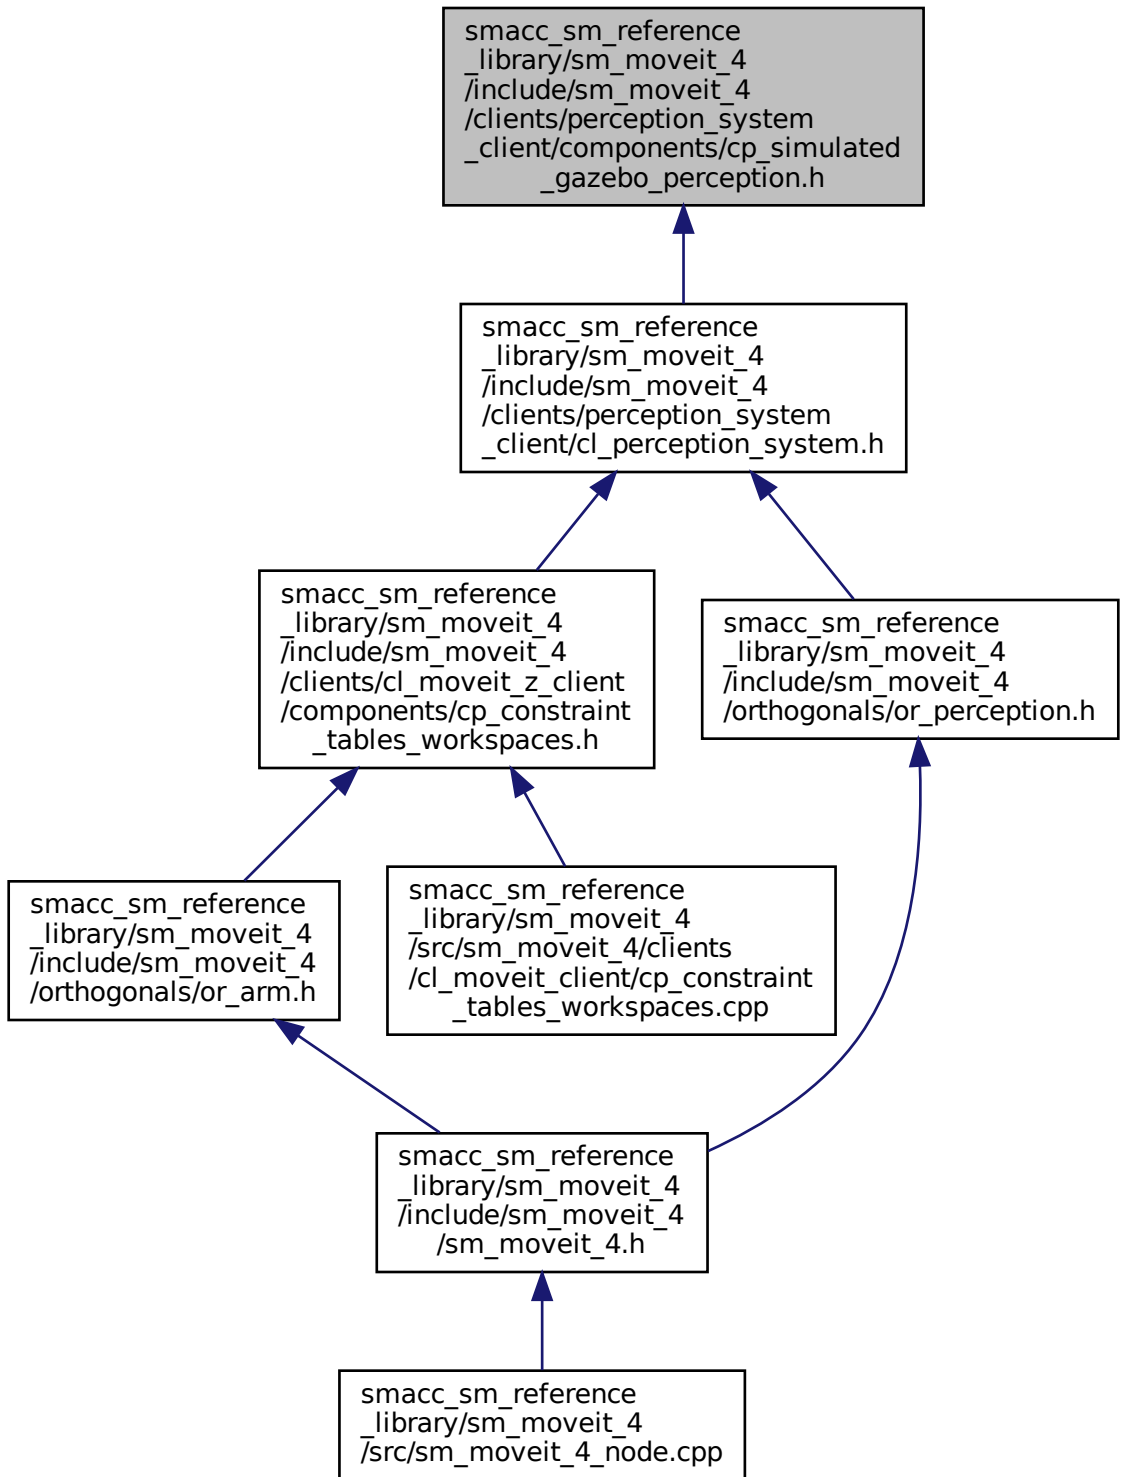 smacc_sm_reference
_library/sm_moveit_4
/include/sm_moveit_4
/clients/perception_system
_client/components/cp_simulated
_gazebo_perception.h
smacc_sm_reference
_library/sm_moveit_4
/include/sm_moveit_4
/clients/perception_system
_client/cl_perception_system.h
smacc_sm_reference
_library/sm_moveit_4
/include/sm_moveit_4
/clients/cl_moveit_z_client
/components/cp_constraint
_tables_workspaces.h
smacc_sm_reference
_library/sm_moveit_4
/include/sm_moveit_4
/orthogonals/or_perception.h
smacc_sm_reference
_library/sm_moveit_4
/include/sm_moveit_4
/orthogonals/or_arm.h
smacc_sm_reference
_library/sm_moveit_4
/src/sm_moveit_4/clients
/cl_moveit_client/cp_constraint
_tables_workspaces.cpp
smacc_sm_reference
_library/sm_moveit_4
/include/sm_moveit_4
/sm_moveit_4.h
smacc_sm_reference
_library/sm_moveit_4
/src/sm_moveit_4_node.cpp